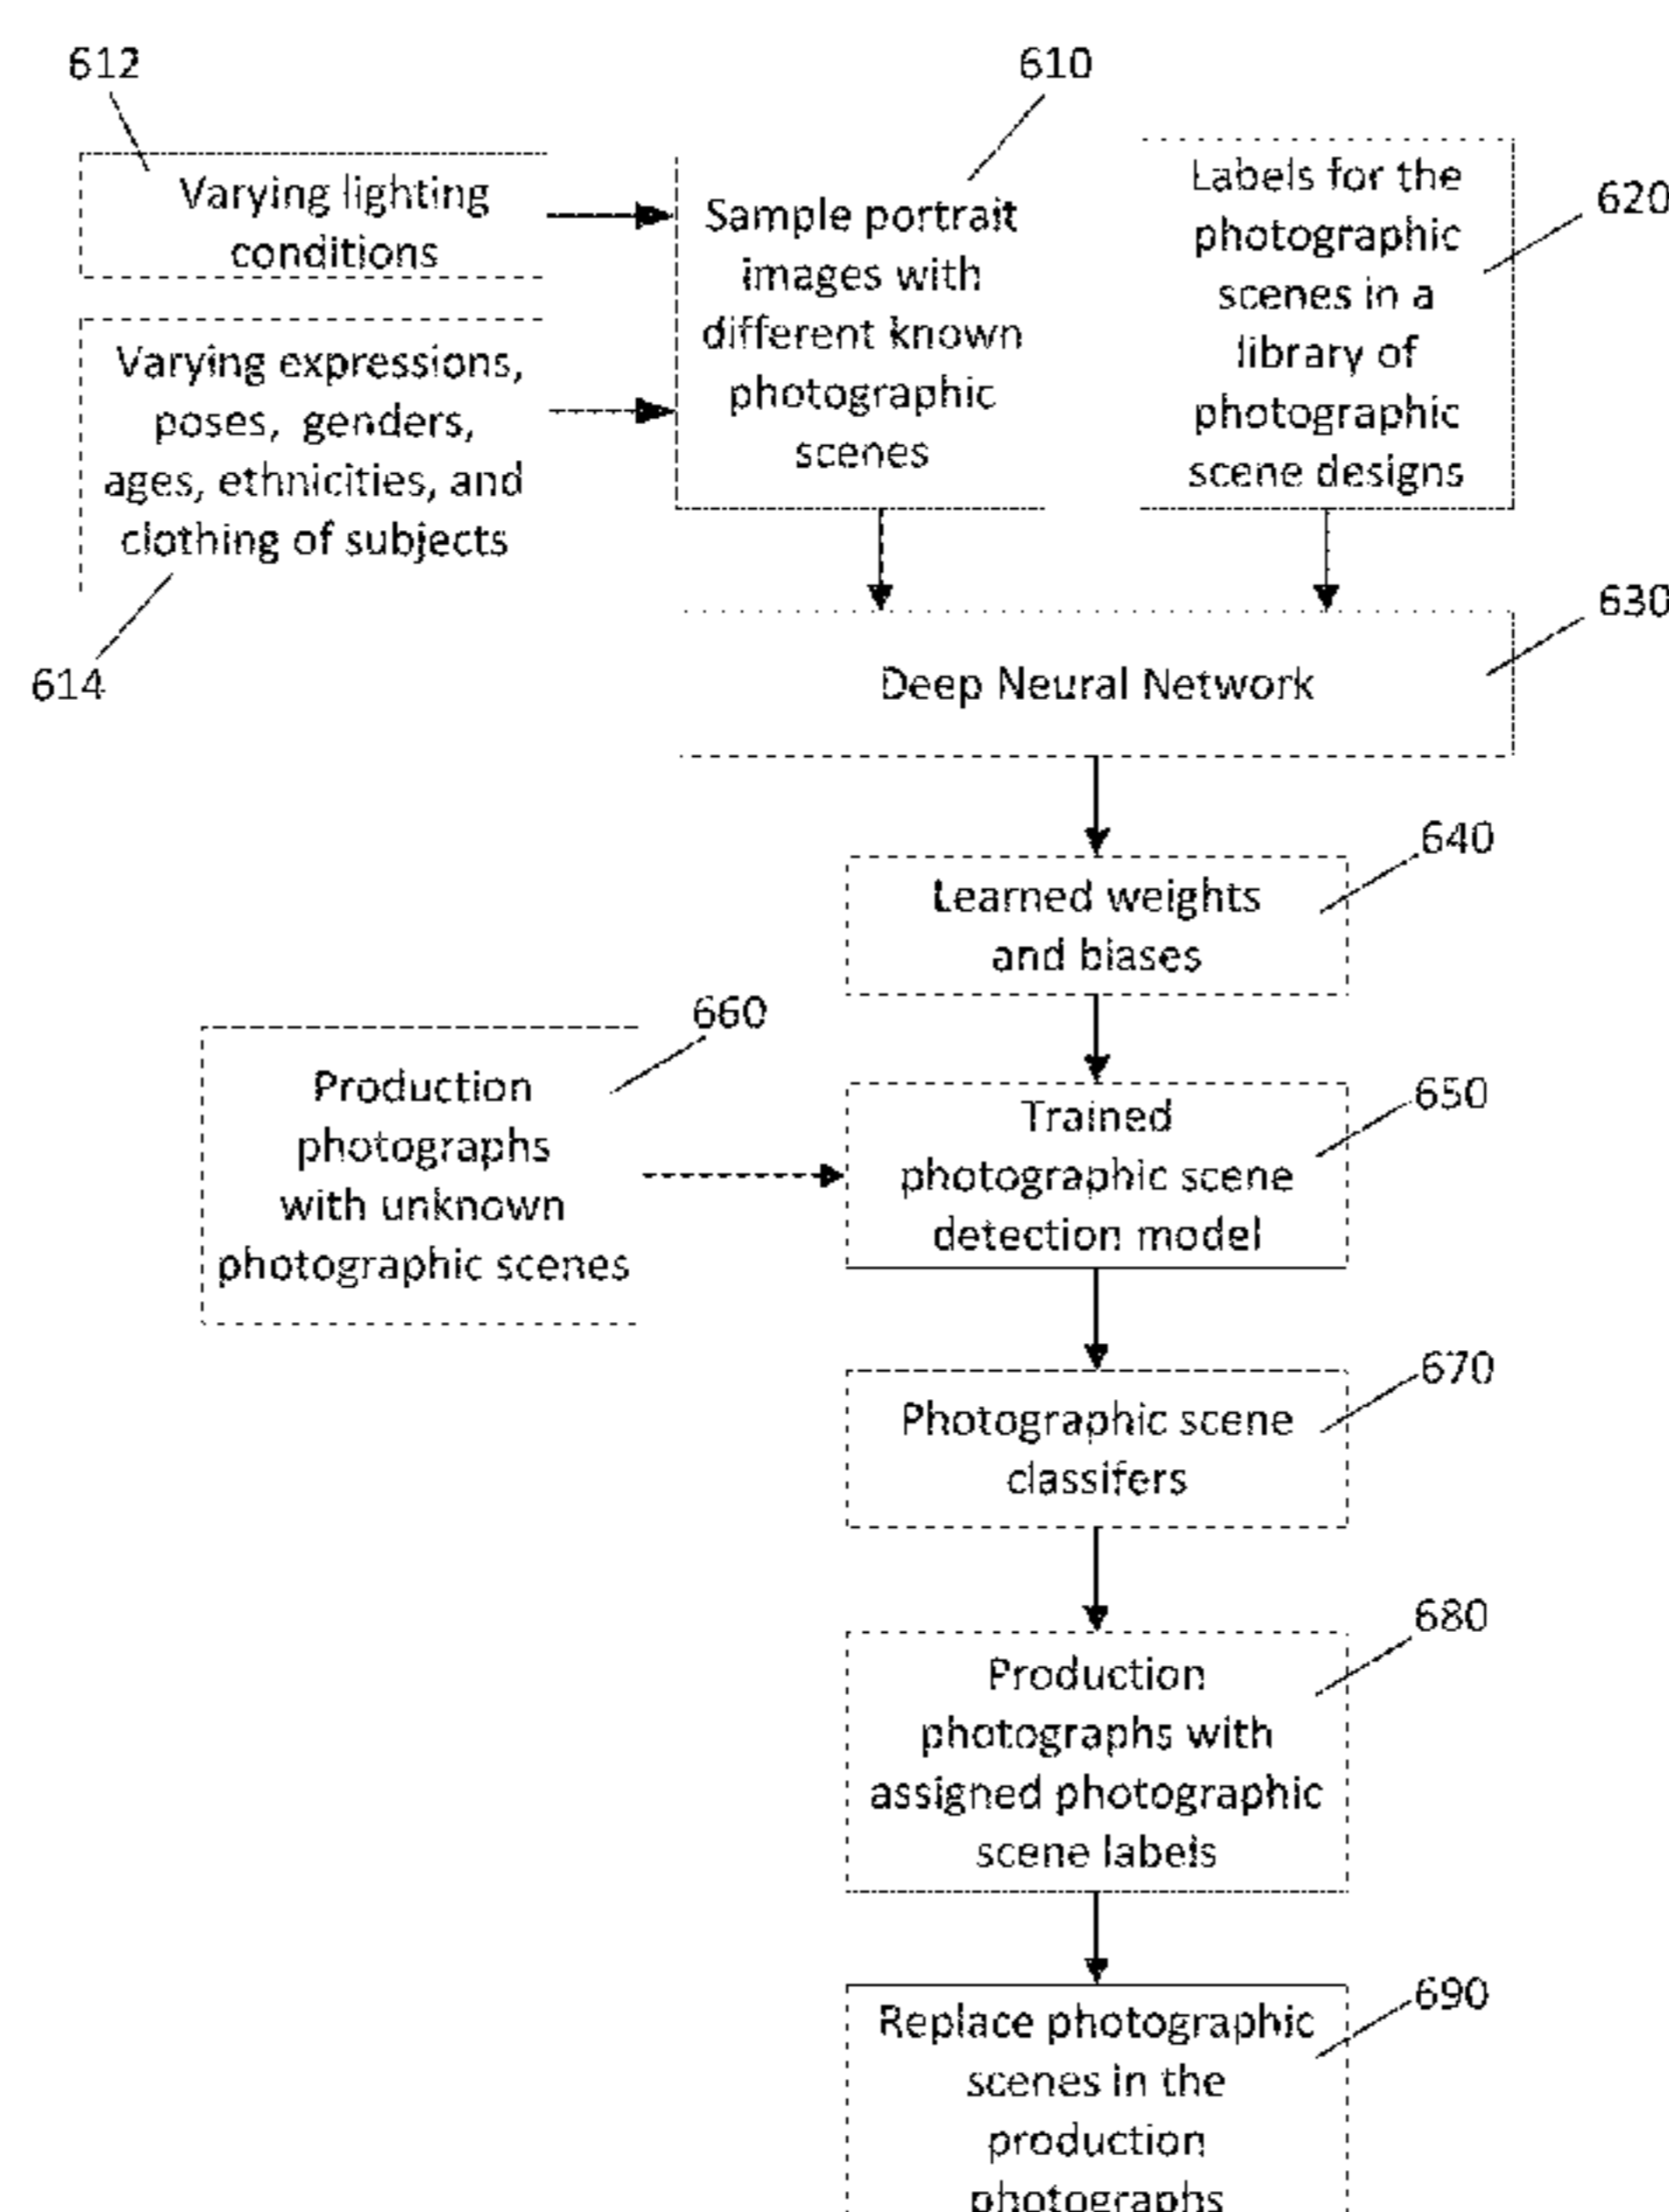 612
610
Varying lighting
conditions
Sample portrait
images with
different known
photographic
scenes
Labels for the
photographic
scenes in a
library of
photographic
scene designs
620
Varying expressions,
poses, genders,
ages, ethnicities, and
clothing of subjects
614
630
Deep Neural Network
640
Learned weights
and biases
660
Production
photographs
with unknown
photographic scenes
650
Trained
photographic scene
detection model
670
Photographic scene
classifers
680
Production
photographs with
assigned photographic
scene labels
690
Replace photographic
scenes in the
production
photographs